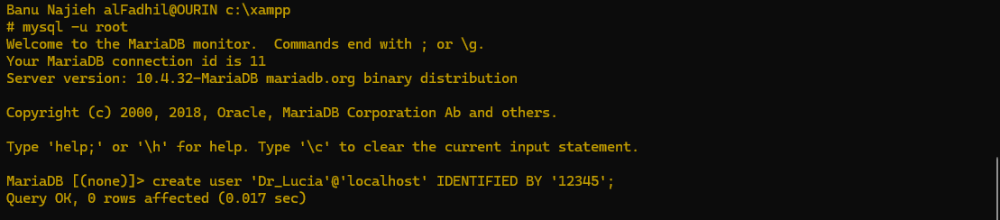 Banu Najieh alFadhil@OURIN c:\xampp
# mysql -u root
Welcome to the MariaDB monitor.  Commands end with ; or \g.
Your MariaDB connection id is 11
Server version: 10.4.32-MariaDB mariadb.org binary distribution

Copyright (c) 2000, 2018, Oracle, MariaDB Corporation Ab and others.

Type 'help;' or '\h' for help. Type '\c' to clear the current input statement.

MariaDB [(none)]> create user 'Dr_Lucia'@'localhost' IDENTIFIED BY '12345';
Query OK, 0 rows affected (0.017 sec)